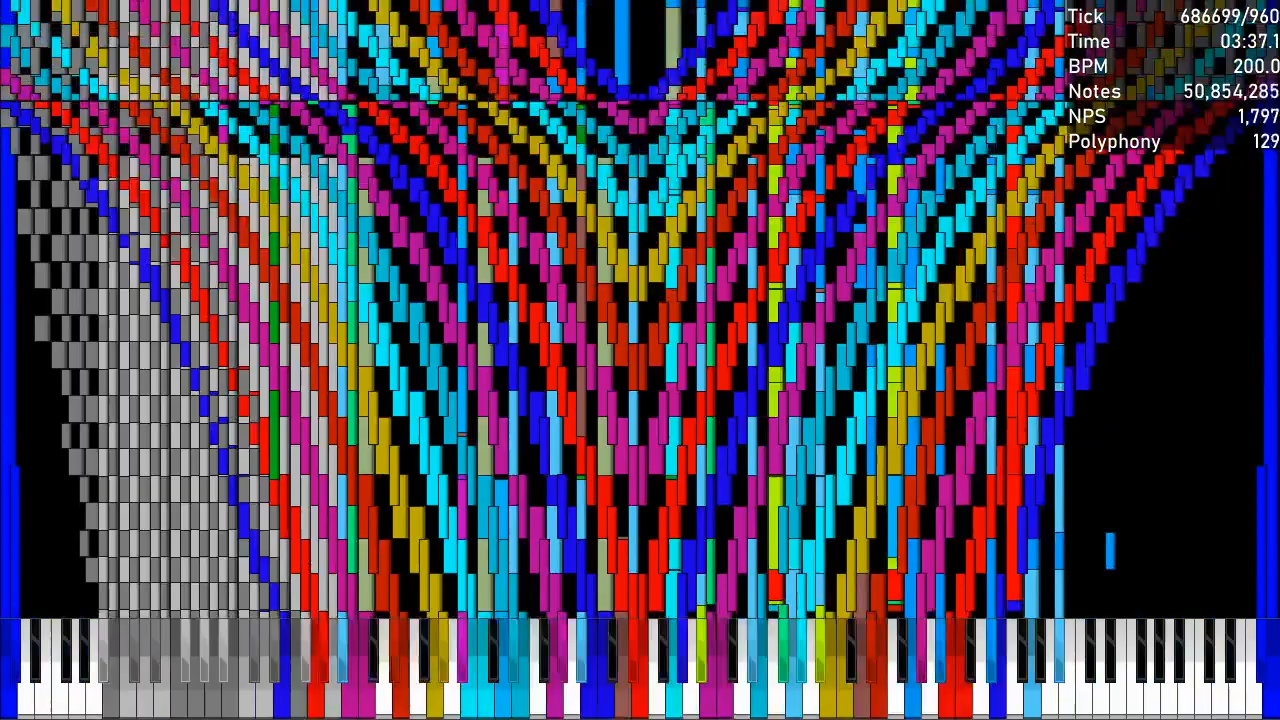 Tick 686699/960
Time 03:37.1
BPM 200.0
Notes 50,854,285
NPS 1,797
Polyphony 129